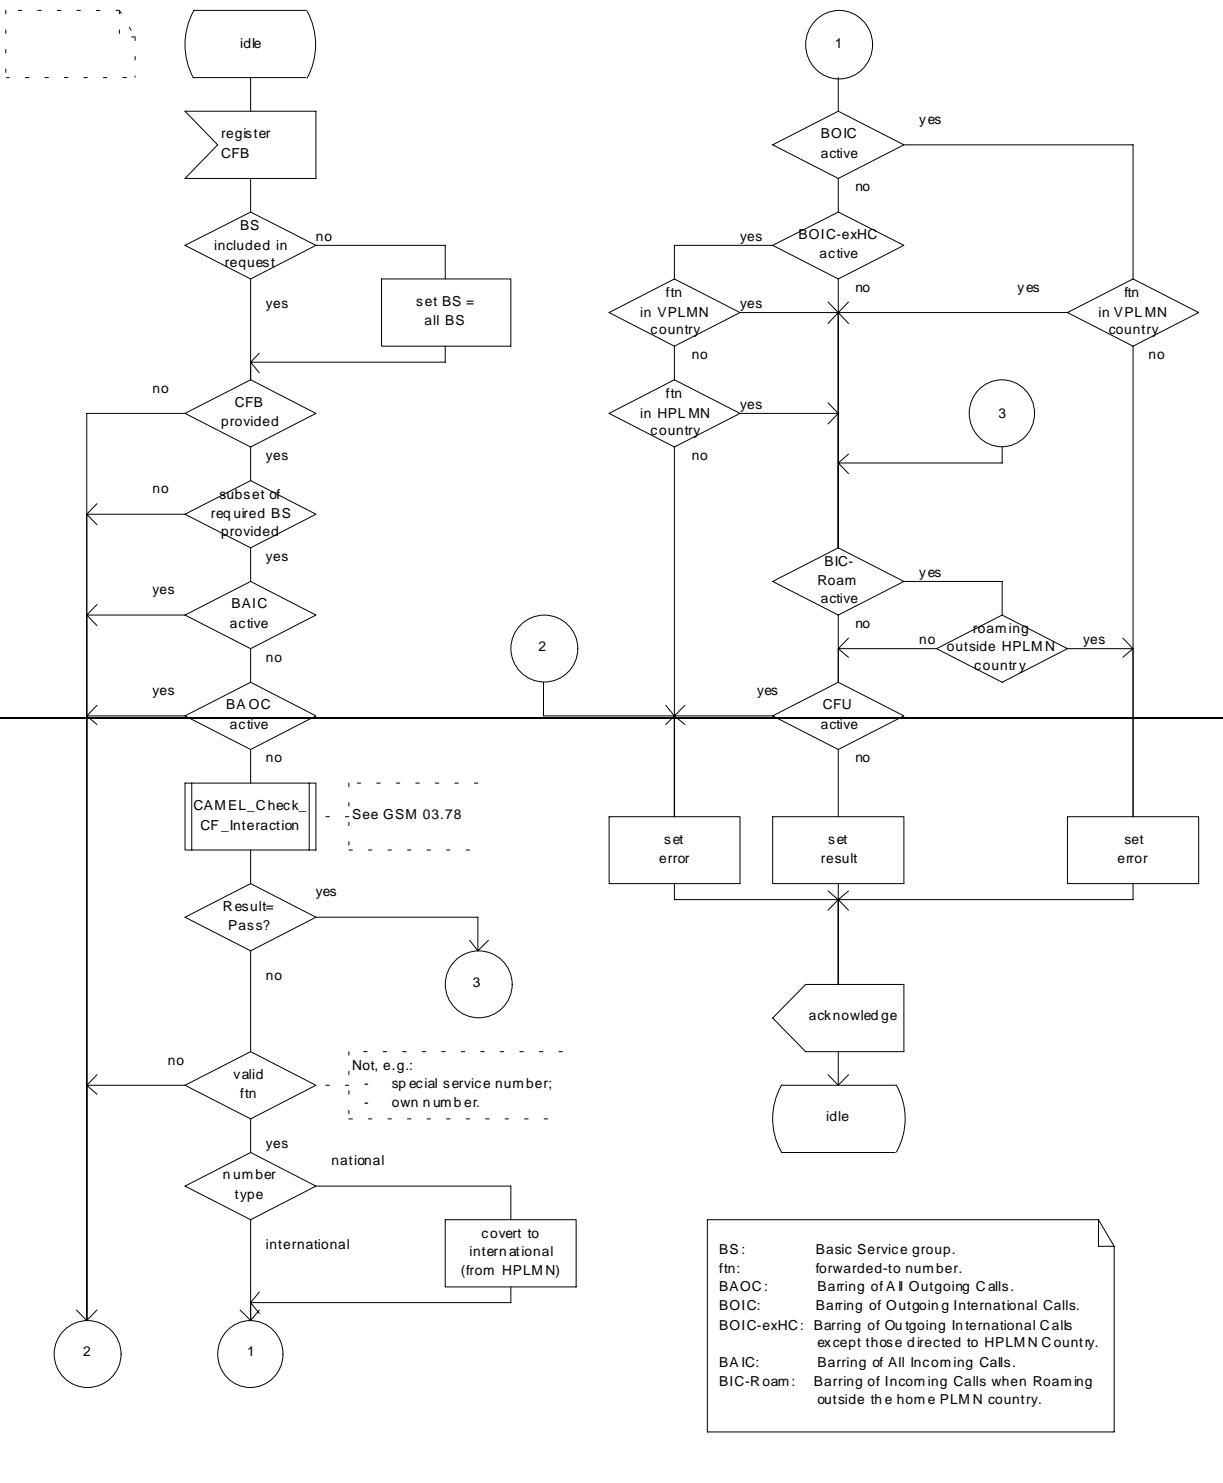 idle
register
CFB
BS
included in
request
no
yes
set BS =
all BS
no
CFB
provided
yes
no
subset of
required BS
provided
yes
yes
BAIC
active
no
yes
BAOC
active
no
CAMEL_Check_
CF_Interaction
See GSM 03.78
Result=
Pass?
yes
no
3
no
valid
ftn
Not, e.g.:
- special service number;
- own number.
yes
number
type
national
international
covert to
international
(from HPLMN)
2
1
1
BOIC
active
yes
no
yes
BOIC-exHC
active
no
ftn
in VPLMN
country
yes
no
yes
ftn
in VPLMN
country
no
ftn
in HPLMN
country
yes
no
3
BIC-
Roam
active
yes
no
no
roaming
outside HPLMN
country
yes
2
yes
CFU
active
no
set
error
set
result
set
error
acknowledge
idle
BS: Basic Service group.
ftn: forwarded-to number.
BAOC: Barring of All Outgoing Calls.
BOIC: Barring of Outgoing International Calls.
BOIC-exHC: Barring of Outgoing International Calls
except those directed to HPLMN Country.
BAIC: Barring of All Incoming Calls.
BIC-Roam: Barring of Incoming Calls when Roaming
outside the home PLMN country.